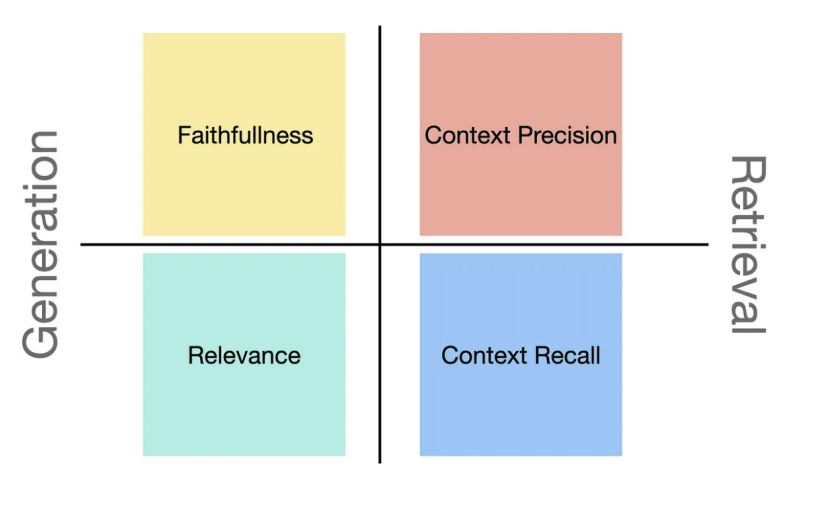 Generation
Faithfullness
Context Precision
Relevance
Context Recall
Retrieval